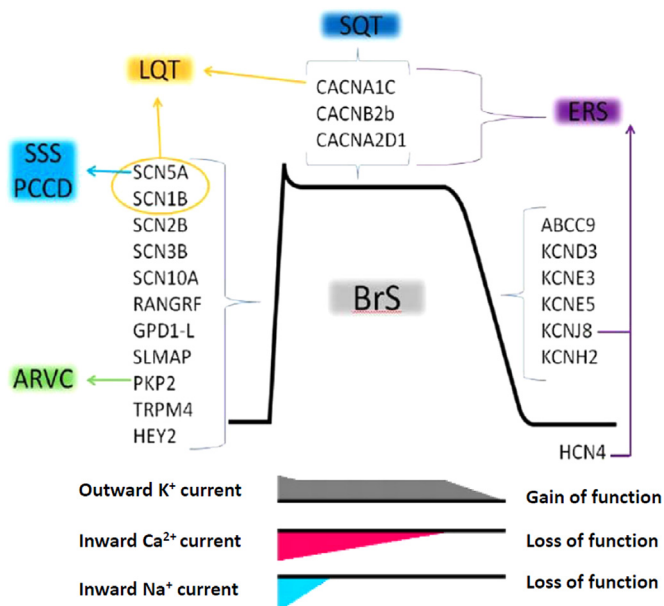 SQT
LQT
CACNA1C
CACNB2b
CACNA2D1
ERS
SSS
PCCD
SCN5A
SCN1B
SCN2B
SCN3B
SCN10A
RANGRF
GPD1-L
SLMAP
PKP2
TRPM4
HEY2
ARVC
BrS
ABCC9
KCND3
KCNE3
KCNE5
KCNJ8
KCNH2
HCN4
Outward K⁺ current
Gain of function
Inward Ca²⁺ current
Loss of function
Inward Na⁺ current
Loss of function